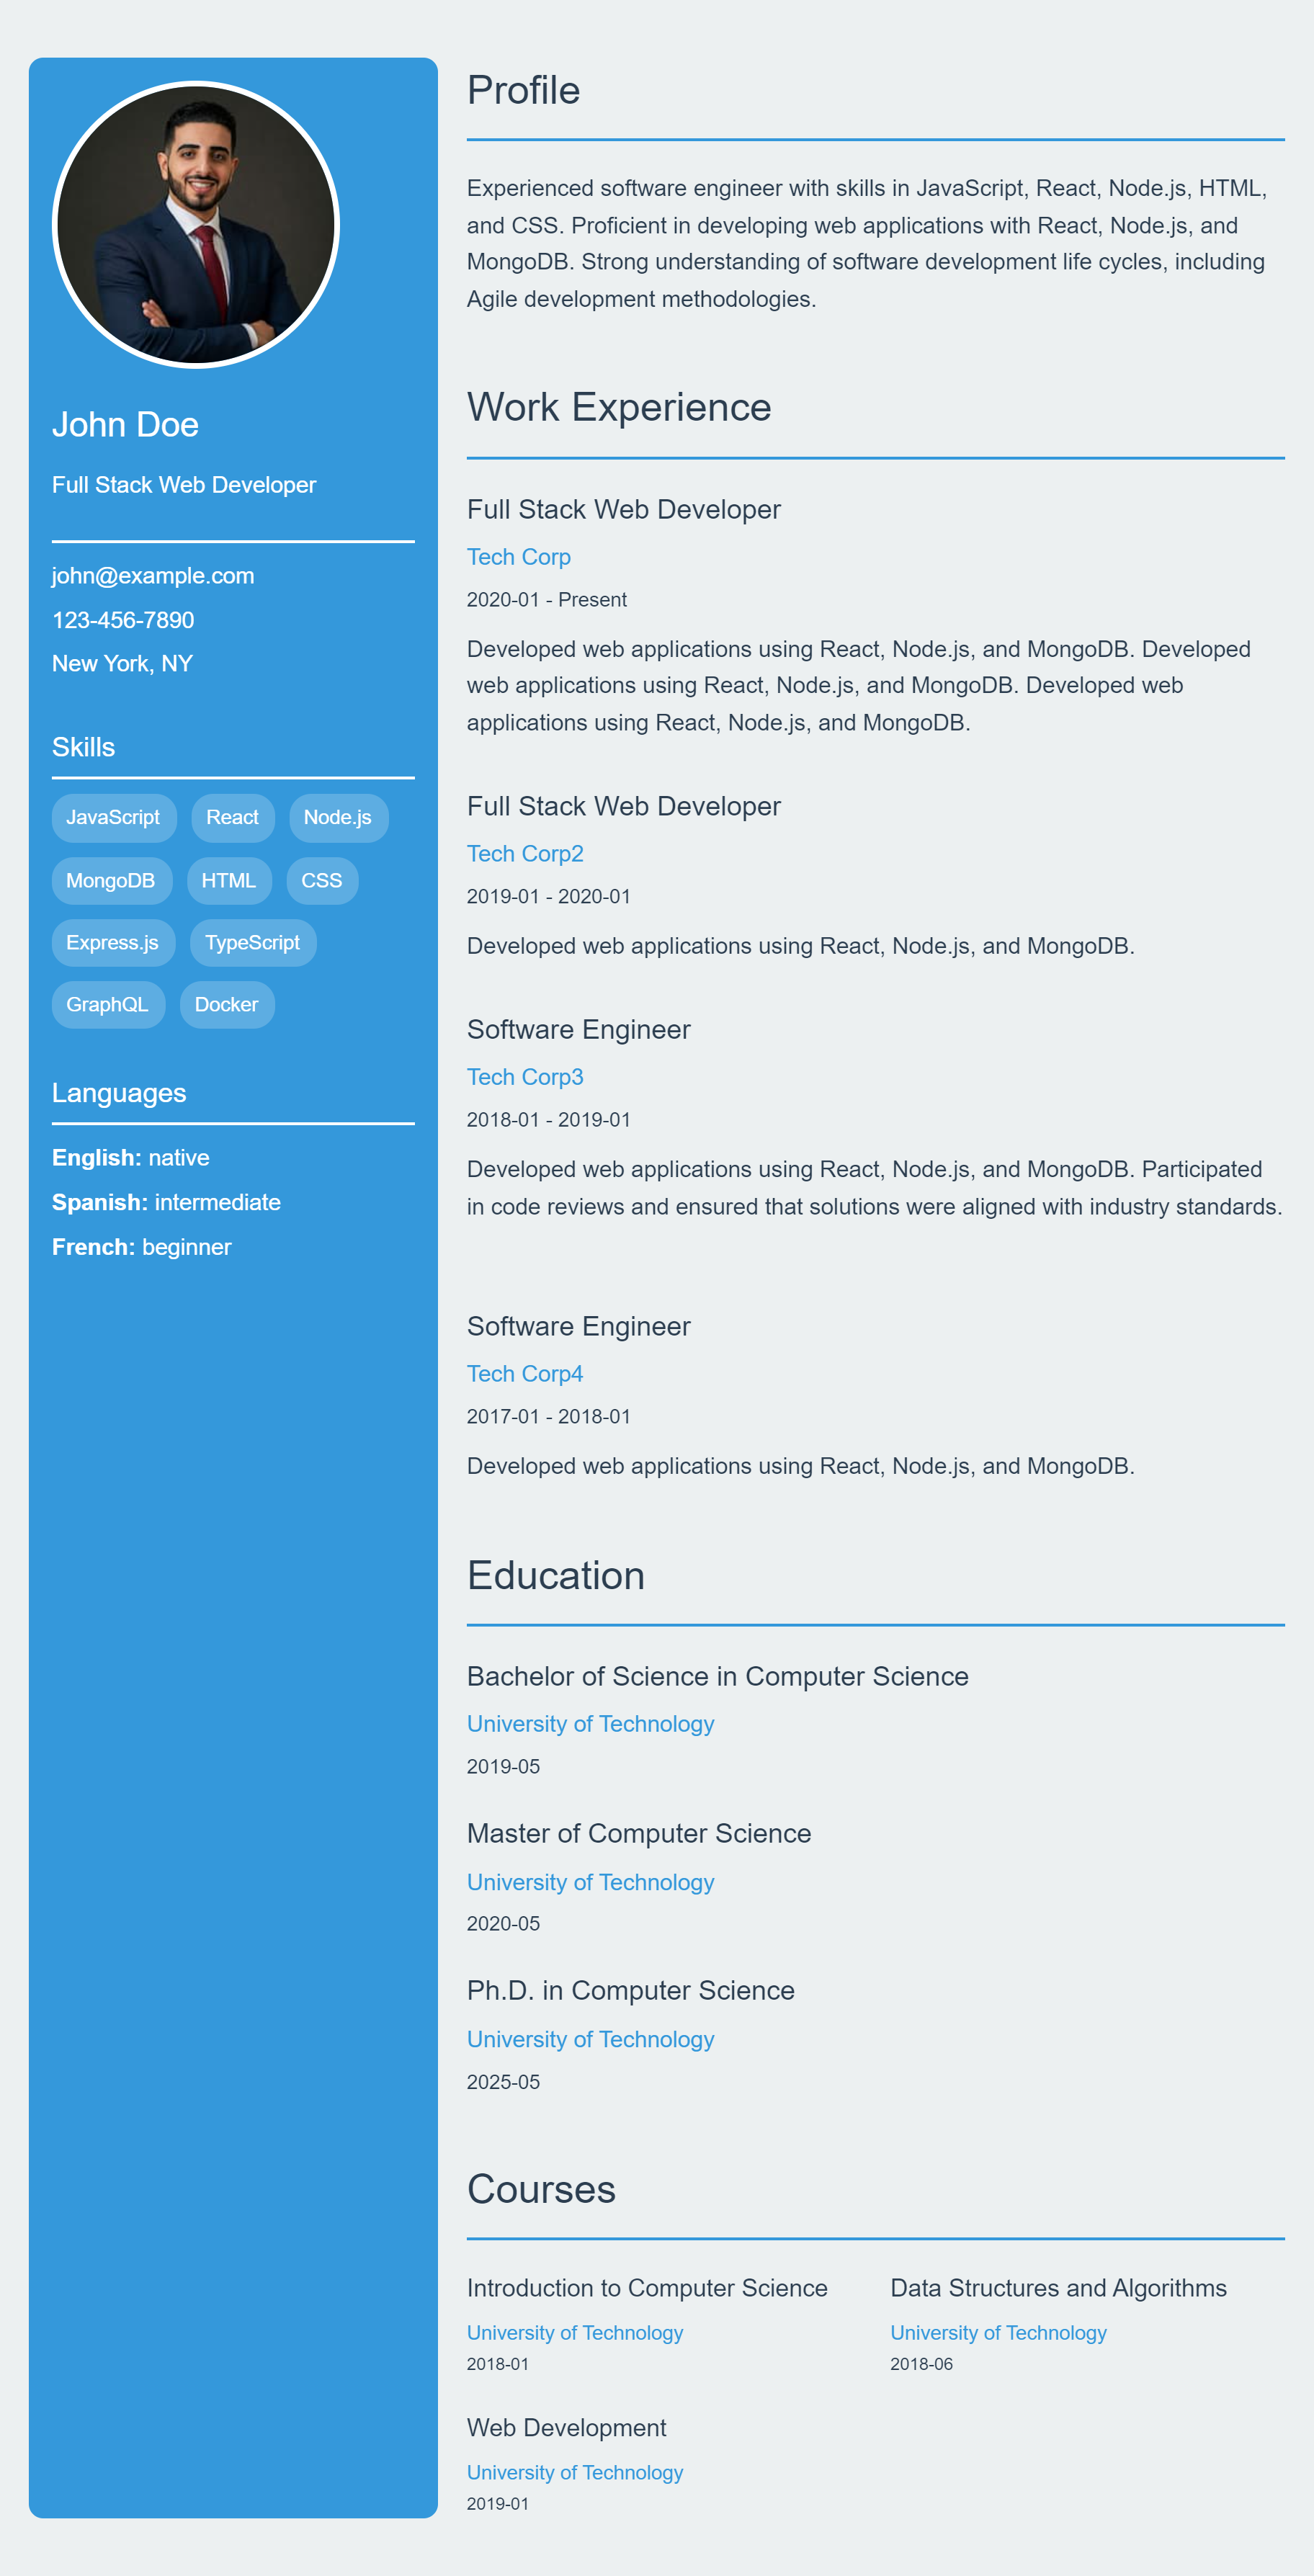 John Doe
Full Stack Web Developer
john@example.com
123-456-7890
New York, NY
Skills
JavaScript React Node.js
MongoDB HTML CSS
Express.js TypeScript
GraphQL Docker
Languages
English: native
Spanish: intermediate
French: beginner
Profile
Experienced software engineer with skills in JavaScript, React, Node.js, HTML,
and CSS. Proficient in developing web applications with React, Node.js, and
MongoDB. Strong understanding of software development life cycles, including
Agile development methodologies.
Work Experience
Full Stack Web Developer
Tech Corp
2020-01 - Present
Developed web applications using React, Node.js, and MongoDB. Developed
web applications using React, Node.js, and MongoDB. Developed web
applications using React, Node.js, and MongoDB.
Full Stack Web Developer
Tech Corp2
2019-01 - 2020-01
Developed web applications using React, Node.js, and MongoDB.
Software Engineer
Tech Corp3
2018-01 - 2019-01
Developed web applications using React, Node.js, and MongoDB. Participated
in code reviews and ensured that solutions were aligned with industry standards.
Software Engineer
Tech Corp4
2017-01 - 2018-01
Developed web applications using React, Node.js, and MongoDB.
Education
Bachelor of Science in Computer Science
University of Technology
2019-05
Master of Computer Science
University of Technology
2020-05
Ph.D. in Computer Science
University of Technology
2025-05
Courses
Introduction to Computer Science
University of Technology
2018-01
Data Structures and Algorithms
University of Technology
2018-06
Web Development
University of Technology
2019-01